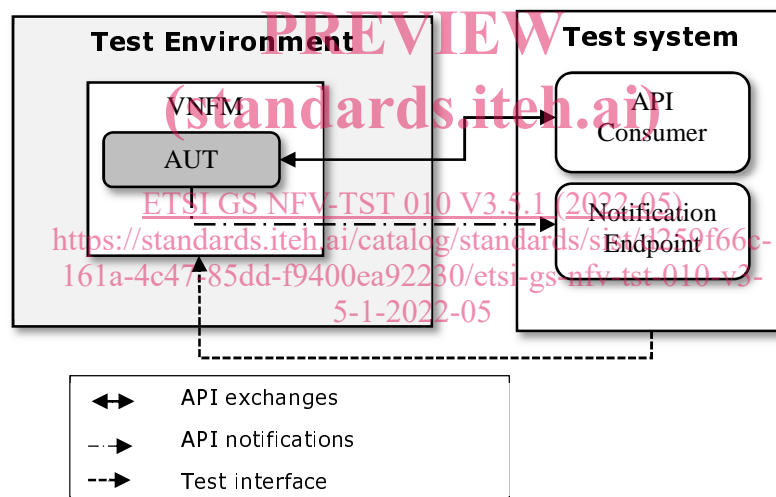 PREVIEW
Test Environment
Test system
VNFM
(standards.iteh.ai)
API
Consumer
AUT
ETSI GS NFV-TST 010 V3.5.1 (2022-05)
Notification
Endpoint
https://standards.iteh.ai/catalog/standards/sist/d259f66c-
161a-4c47-85dd-f9400ea92230/etsi-gs-nfv-tst-010-v3-
5-1-2022-05
API exchanges
API notifications
Test interface